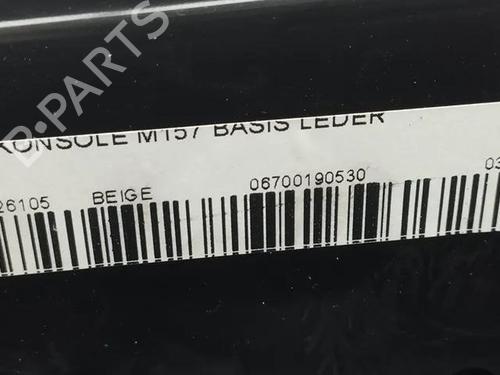 KONSOLE M157 BASIS LEDER
26105 BEIGE 06700190530 03
B-PARTS